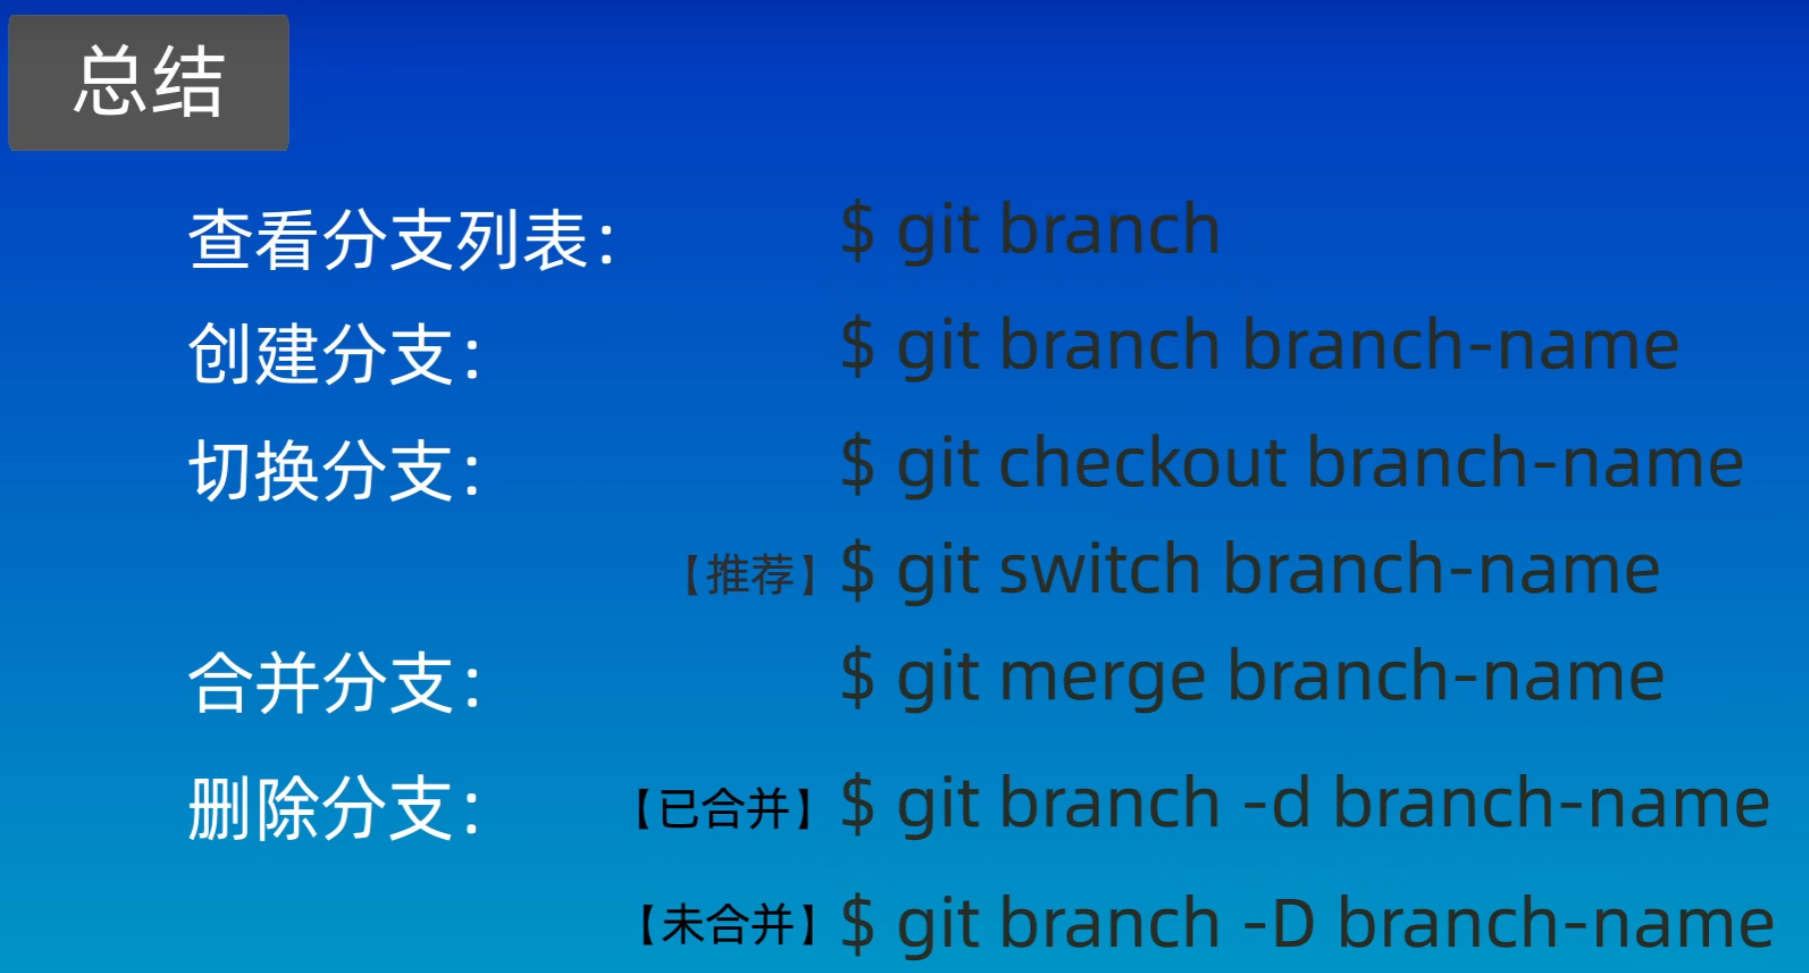 总结
查看分支列表： $ git branch
创建分支： $ git branch branch-name
切换分支： $ git checkout branch-name
【推荐】 $ git switch branch-name
合并分支： $ git merge branch-name
删除分支： 【已合并】 $ git branch -d branch-name
【未合并】 $ git branch -D branch-name